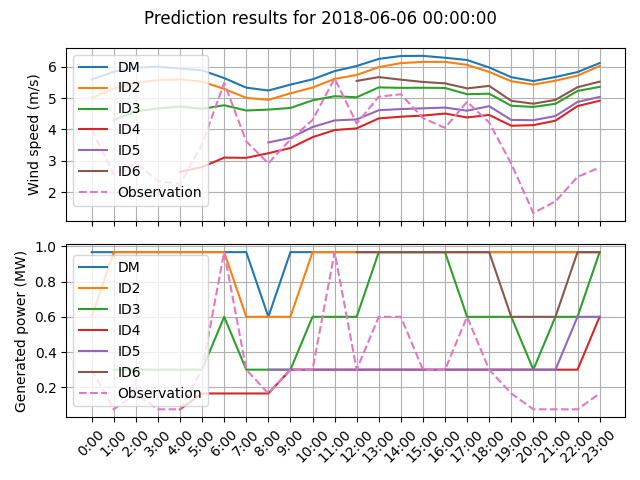 Prediction results for 2018-06-06 00:00:00
Wind speed (m/s)
6
5
4
3
2
DM
ID2
ID3
ID4
ID5
ID6
Observation
Generated power (MW)
1.0
0.8
0.6
0.4
0.2
DM
ID2
ID3
ID4
ID5
ID6
Observation
0:00 1:00 2:00 3:00 4:00 5:00 6:00 7:00 8:00 9:00 10:00 11:00 12:00 13:00 14:00 15:00 16:00 17:00 18:00 19:00 20:00 21:00 22:00 23:00